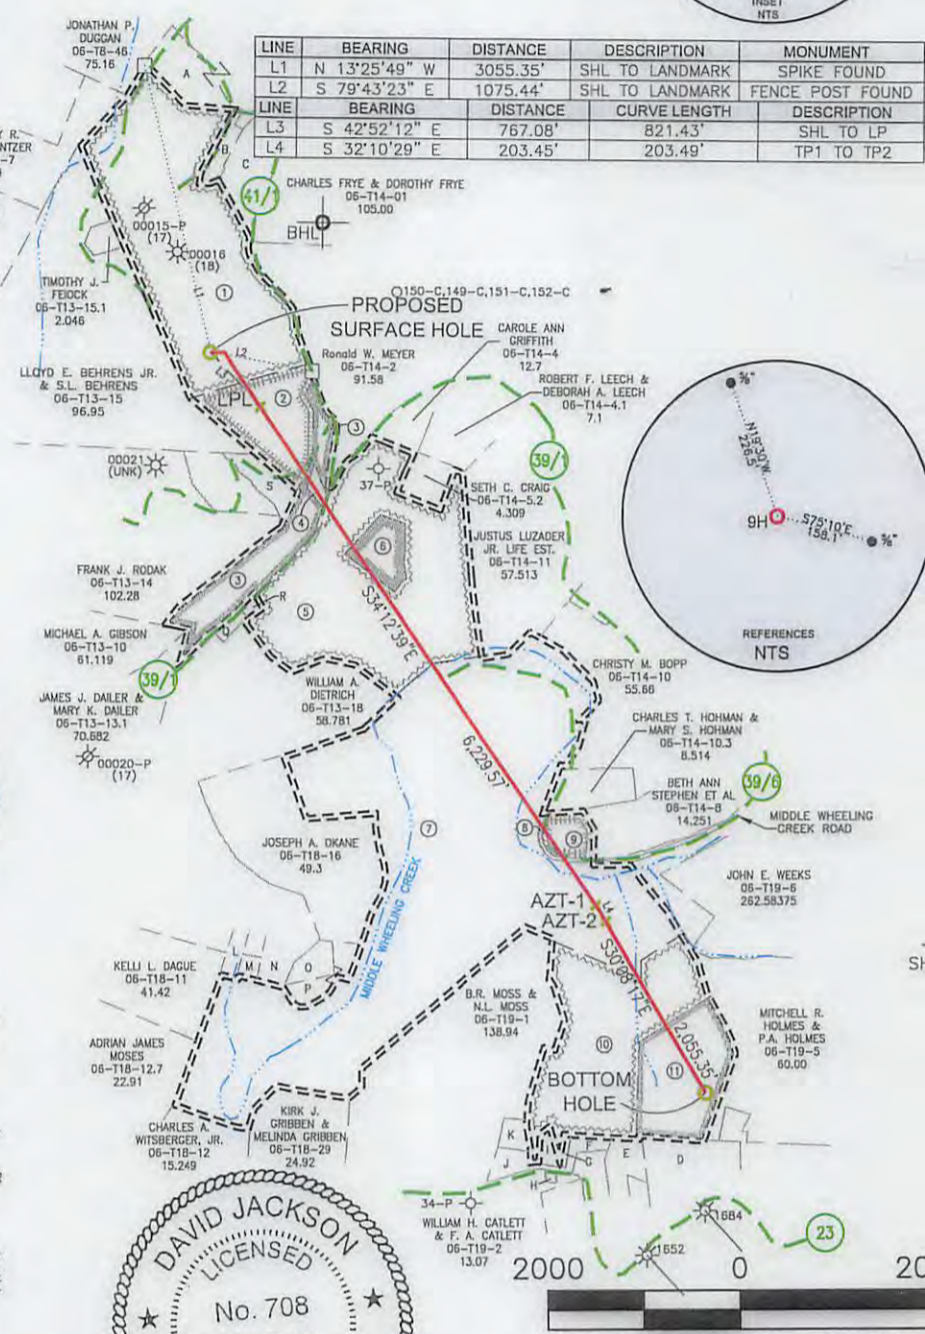 INSET
NTS
LINE BEARING DISTANCE DESCRIPTION MONUMENT
L1 N 13°25'49" W 3055.35' SHL TO LANDMARK SPIKE FOUND
L2 S 79°43'23" E 1075.44' SHL TO LANDMARK FENCE POST FOUND
LINE BEARING DISTANCE CURVE LENGTH DESCRIPTION
L3 S 42°52'12" E 767.08' 821.43' SHL TO LP
L4 S 32°10'29" E 203.45' 203.49' TP1 TO TP2
JONATHAN P.
DUGGAN
06-T8-46
75.16
A
B
C
R.
NTZER
-7
41/1
CHARLES FRYE & DOROTHY FRYE
06-T14-01
105.00
BHL
00015-P
(17)
00016
(18)
1
L1
TIMOTHY J.
FEIOCK
06-T13-15.1
2.046
150-C,149-C,151-C,152-C
PROPOSED
SURFACE HOLE
L2
L3
LPL
2
3
LLOYD E. BEHRENS JR.
& S.L. BEHRENS
06-T13-15
96.95
Ronald W. MEYER
06-T14-2
91.58
CAROLE ANN
GRIFFITH
06-T14-4
12.7
ROBERT F. LEECH &
DEBORAH A. LEECH
06-T14-4.1
7.1
39/1
00021
(UNK)
S
4
37-P
SETH C. CRAIG
06-T14-5.2
4.309
JUSTUS LUZADER
JR. LIFE EST.
06-T14-11
57.513
6
3
5
R
Q
FRANK J. RODAK
06-T13-14
102.28
MICHAEL A. GIBSON
06-T13-10
61.119
39/1
JAMES J. DAILER &
MARY K. DAILER
06-T13-13.1
70.682
00020-P
(17)
S34°12'39"E
6,229.57'
WILLIAM A.
DIETRICH
06-T13-18
58.781
CHRISTY M. BOPP
06-T14-10
55.66
CHARLES T. HOHMAN &
MARY S. HOHMAN
06-T14-10.3
8.514
BETH ANN
STEPHEN ET AL
06-T14-8
14.251
39/6
MIDDLE WHEELING
CREEK ROAD
⅝"
N19°30'W
226.5'
9H
S75°10'E
158.1'
⅝"
REFERENCES
NTS
7
8
9
JOSEPH A. DKANE
06-T18-16
49.3
MIDDLE WHEELING CREEK
JOHN E. WEEKS
06-T19-6
262.58375
AZT-1
AZT-2
L4
S30°08'17"E
2,055.35'
L
M
N
O
P
KELLI L. DAGUE
06-T18-11
41.42
ADRIAN JAMES
MOSES
06-T18-12.7
22.91
B.R. MOSS &
N.L. MOSS
06-T19-1
138.94
MITCHELL R.
HOLMES &
P.A. HOLMES
06-T19-5
60.00
SH
10
11
BOTTOM
HOLE
CHARLES A.
WITSBERGER, JR.
06-T18-12
15.249
KIRK J.
GRIBBEN &
MELINDA GRIBBEN
06-T18-29
24.92
K
J
H
G
F
E
D
34-P
WILLIAM H. CATLETT
& F. A. CATLETT
06-T19-2
13.07
1684
1652
23
DAVID JACKSON
LICENSED
No. 708
2000 0 20